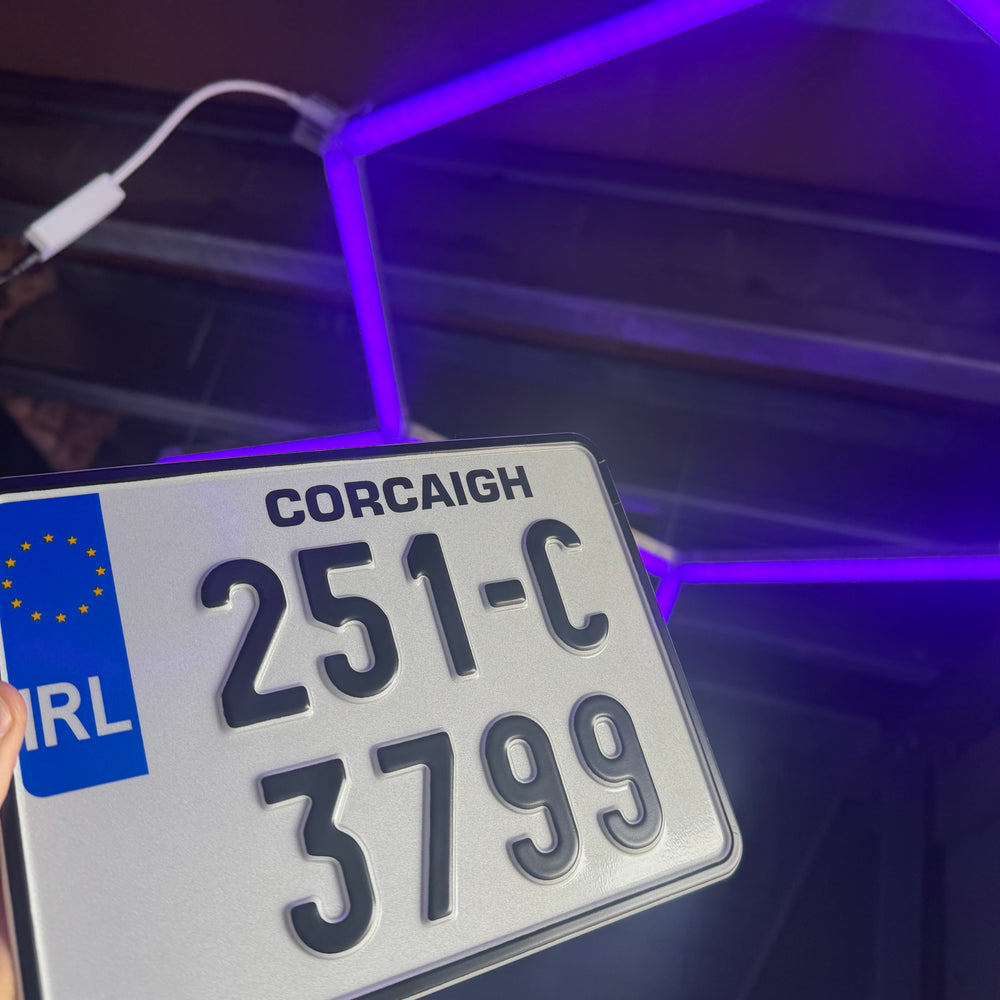 CORCAIGH
251-C
IRL
3799